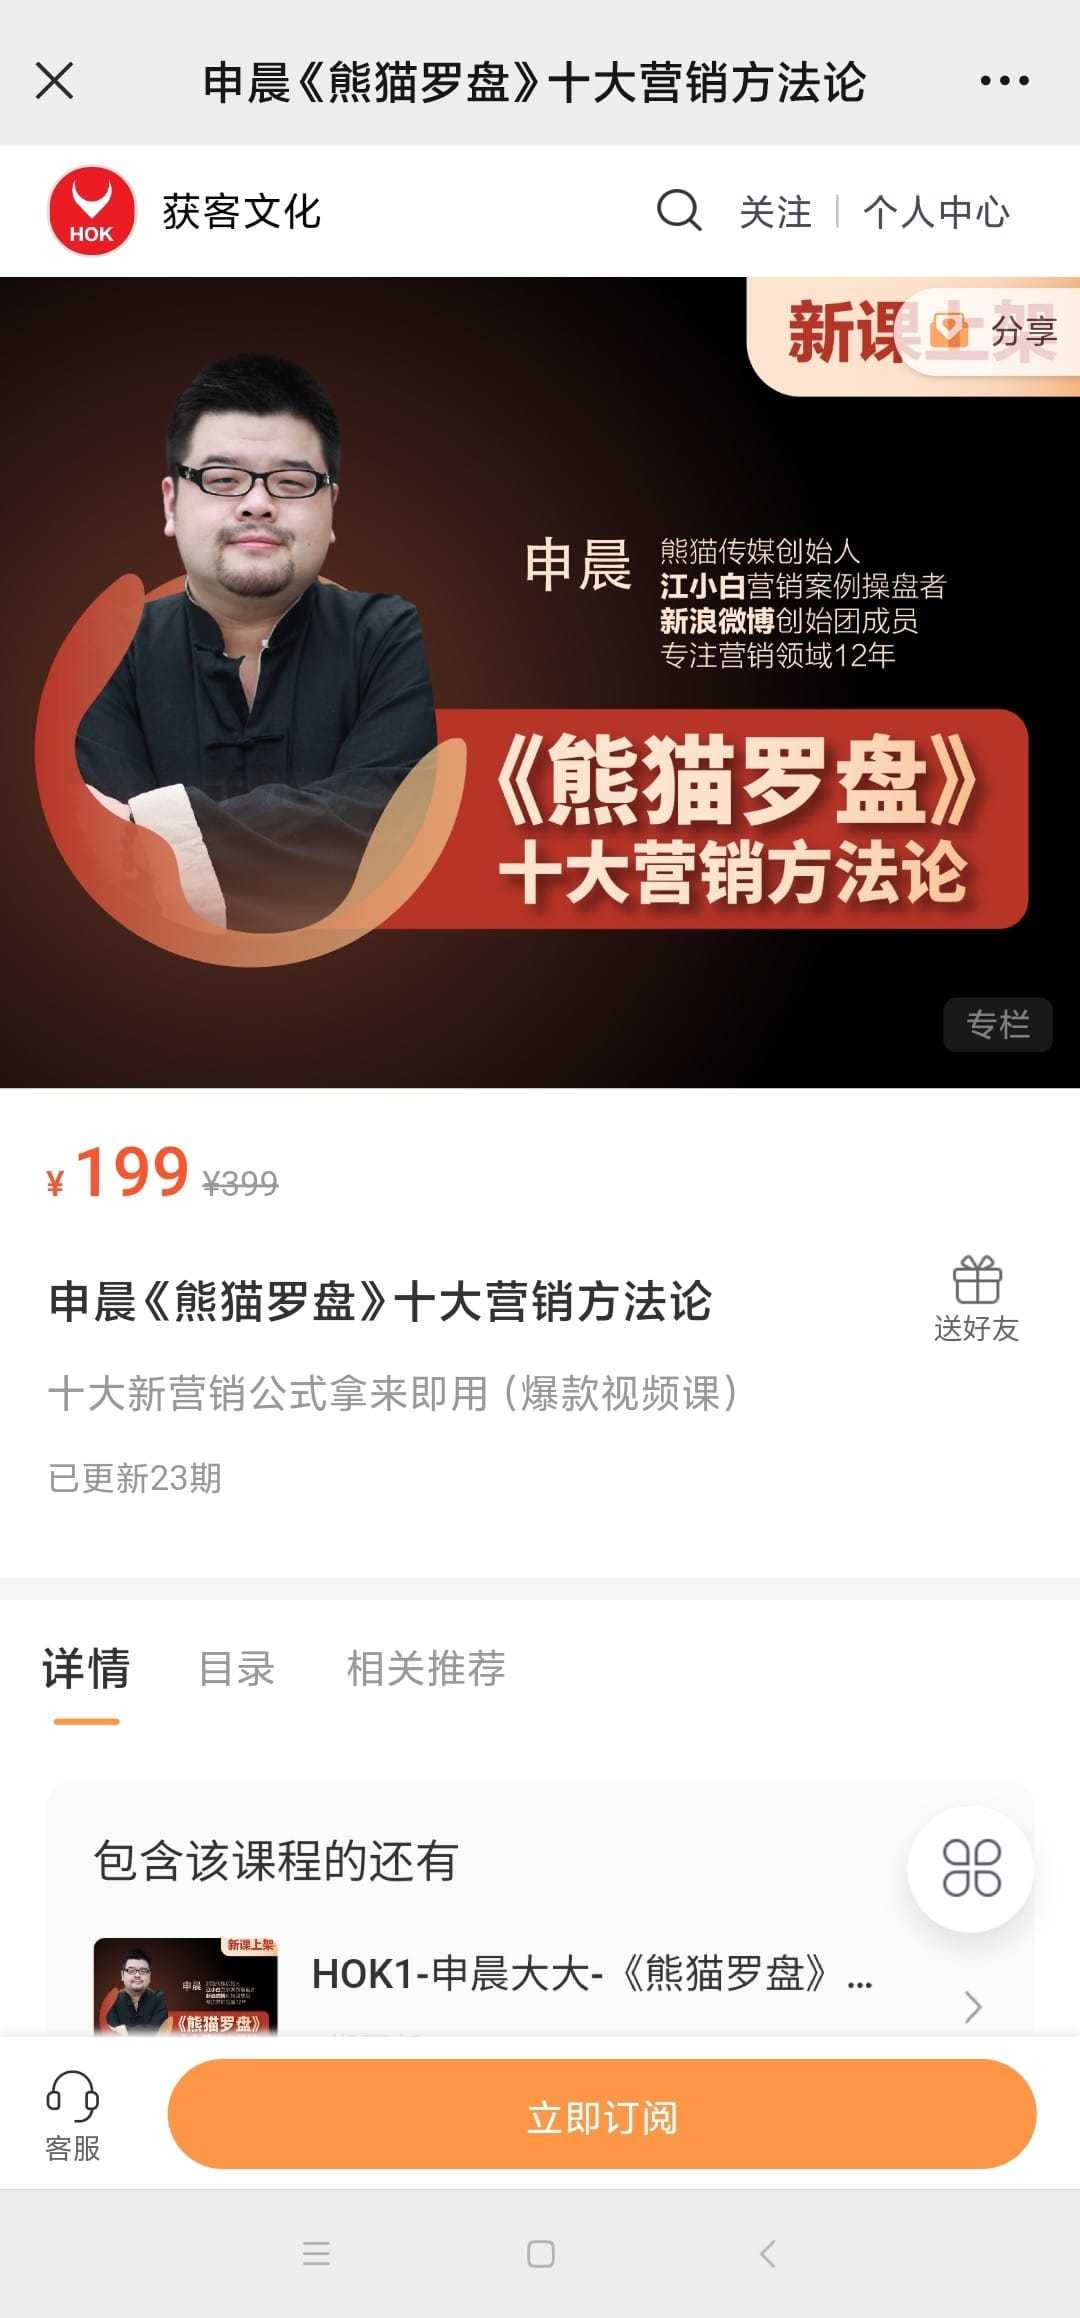 申晨《熊猫罗盘》十大营销方法论
HOK
获客文化
关注
个人中心
新课上架
分享
申晨
熊猫传媒创始人
江小白营销案例操盘者
新浪微博创始团成员
专注营销领域12年
《熊猫罗盘》
十大营销方法论
专栏
¥199 ¥399
申晨《熊猫罗盘》十大营销方法论
送好友
十大新营销公式拿来即用（爆款视频课）
已更新23期
详情
目录
相关推荐
包含该课程的还有
新课上架
申晨
《熊猫罗盘》
HOK1-申晨大大-《熊猫罗盘》...
客服
立即订阅